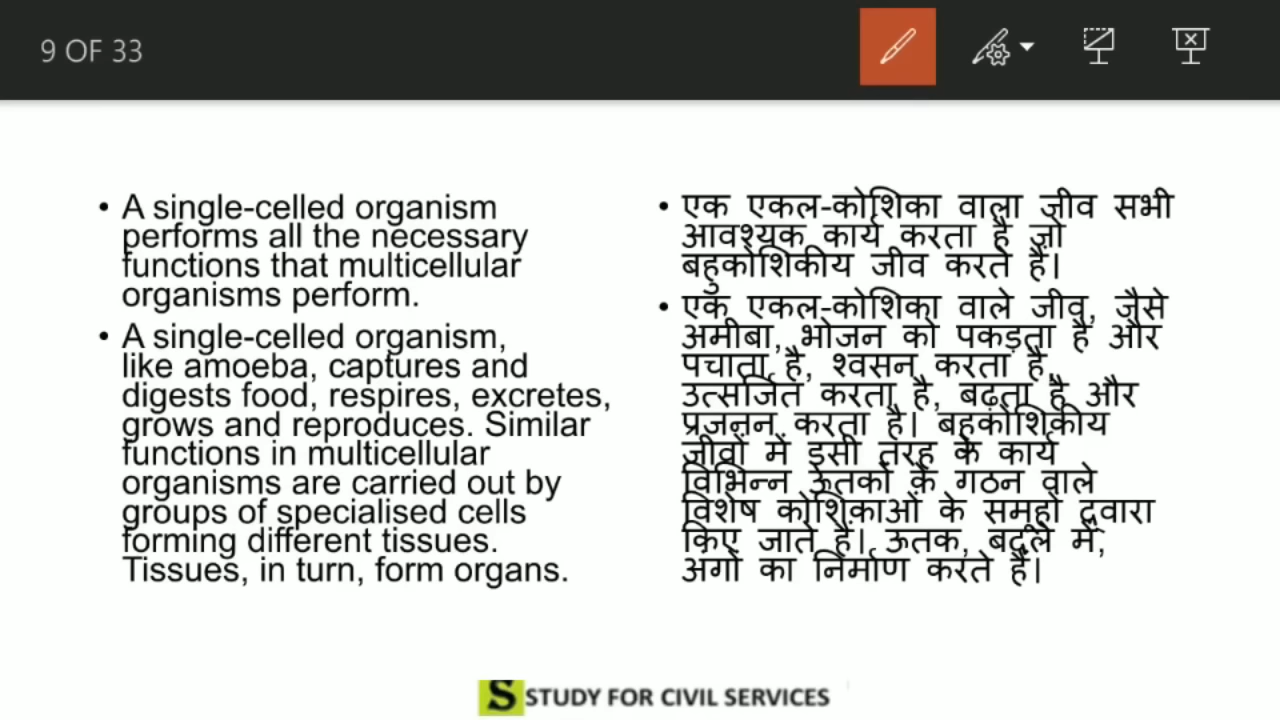 9 OF 33
• A single-celled organism
performs all the necessary
functions that multicellular
organisms perform.
• A single-celled organism,
like amoeba, captures and
digests food, respires, excretes,
grows and reproduces. Similar
functions in multicellular
organisms are carried out by
groups of specialised cells
forming different tissues.
Tissues, in turn, form organs.
• एक एकल-कोशिका वाला जीव सभी
आवश्यक कार्य करता है जो
बहुकोशिकीय जीव करते हैं।
• एक एकल-कोशिका वाले जीव, जैसे
अमीबा, भोजन को पकड़ता है और
पचाता है, श्वसन करता है,
उत्सर्जित करता है, बढ़ता है और
प्रजनन करता है। बहुकोशिकीय
जीवों में इसी तरह के कार्य
विभिन्न ऊतकों के गठन वाले
विशेष कोशिकाओं के समूहों द्वारा
किए जाते हैं। ऊतक, बदले में,
अंगों का निर्माण करते हैं।
S STUDY FOR CIVIL SERVICES